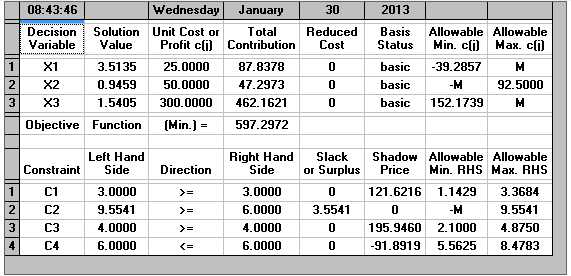 08:43:46 Wednesday January 30 2013
Decision Variable Solution Value Unit Cost or Profit c(j) Total Contribution Reduced Cost Basis Status Allowable Min. c(j) Allowable Max. c(j)
1 X1 3.5135 25.0000 87.8378 0 basic -39.2857 M
2 X2 0.9459 50.0000 47.2973 0 basic -M 92.5000
3 X3 1.5405 300.0000 462.1621 0 basic 152.1739 M
Objective Function (Min.) = 597.2972
Constraint Left Hand Side Direction Right Hand Side Slack or Surplus Shadow Price Allowable Min. RHS Allowable Max. RHS
1 C1 3.0000 >= 3.0000 0 121.6216 1.1429 3.3684
2 C2 9.5541 >= 6.0000 3.5541 0 -M 9.5541
3 C3 4.0000 >= 4.0000 0 195.9460 2.1000 4.8750
4 C4 6.0000 <= 6.0000 0 -91.8919 5.5625 8.4783